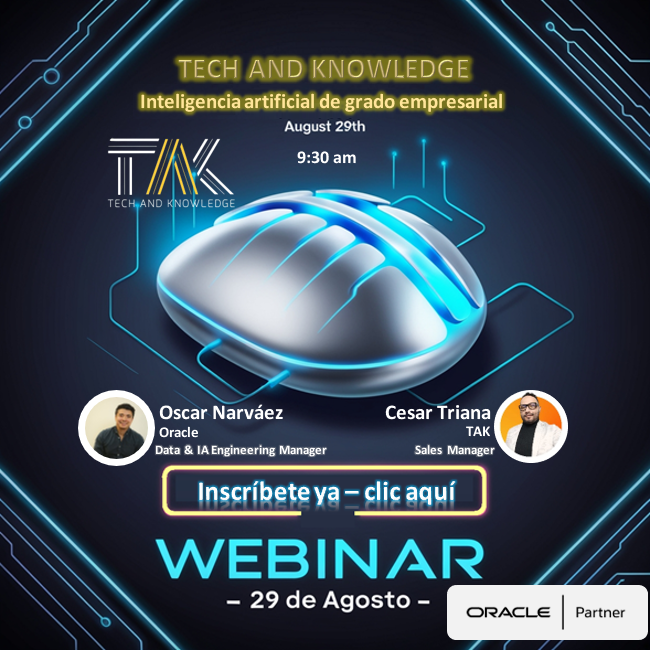 TECH AND KNOWLEDGE
Inteligencia artificial de grado empresarial
August 29th
9:30 am
TAK
TECH AND KNOWLEDGE
Oscar Narváez
Oracle
Data & IA Engineering Manager
Cesar Triana
TAK
Sales Manager
Inscríbete ya – clic aquí
WEBINAR
– 29 de Agosto –
ORACLE | Partner